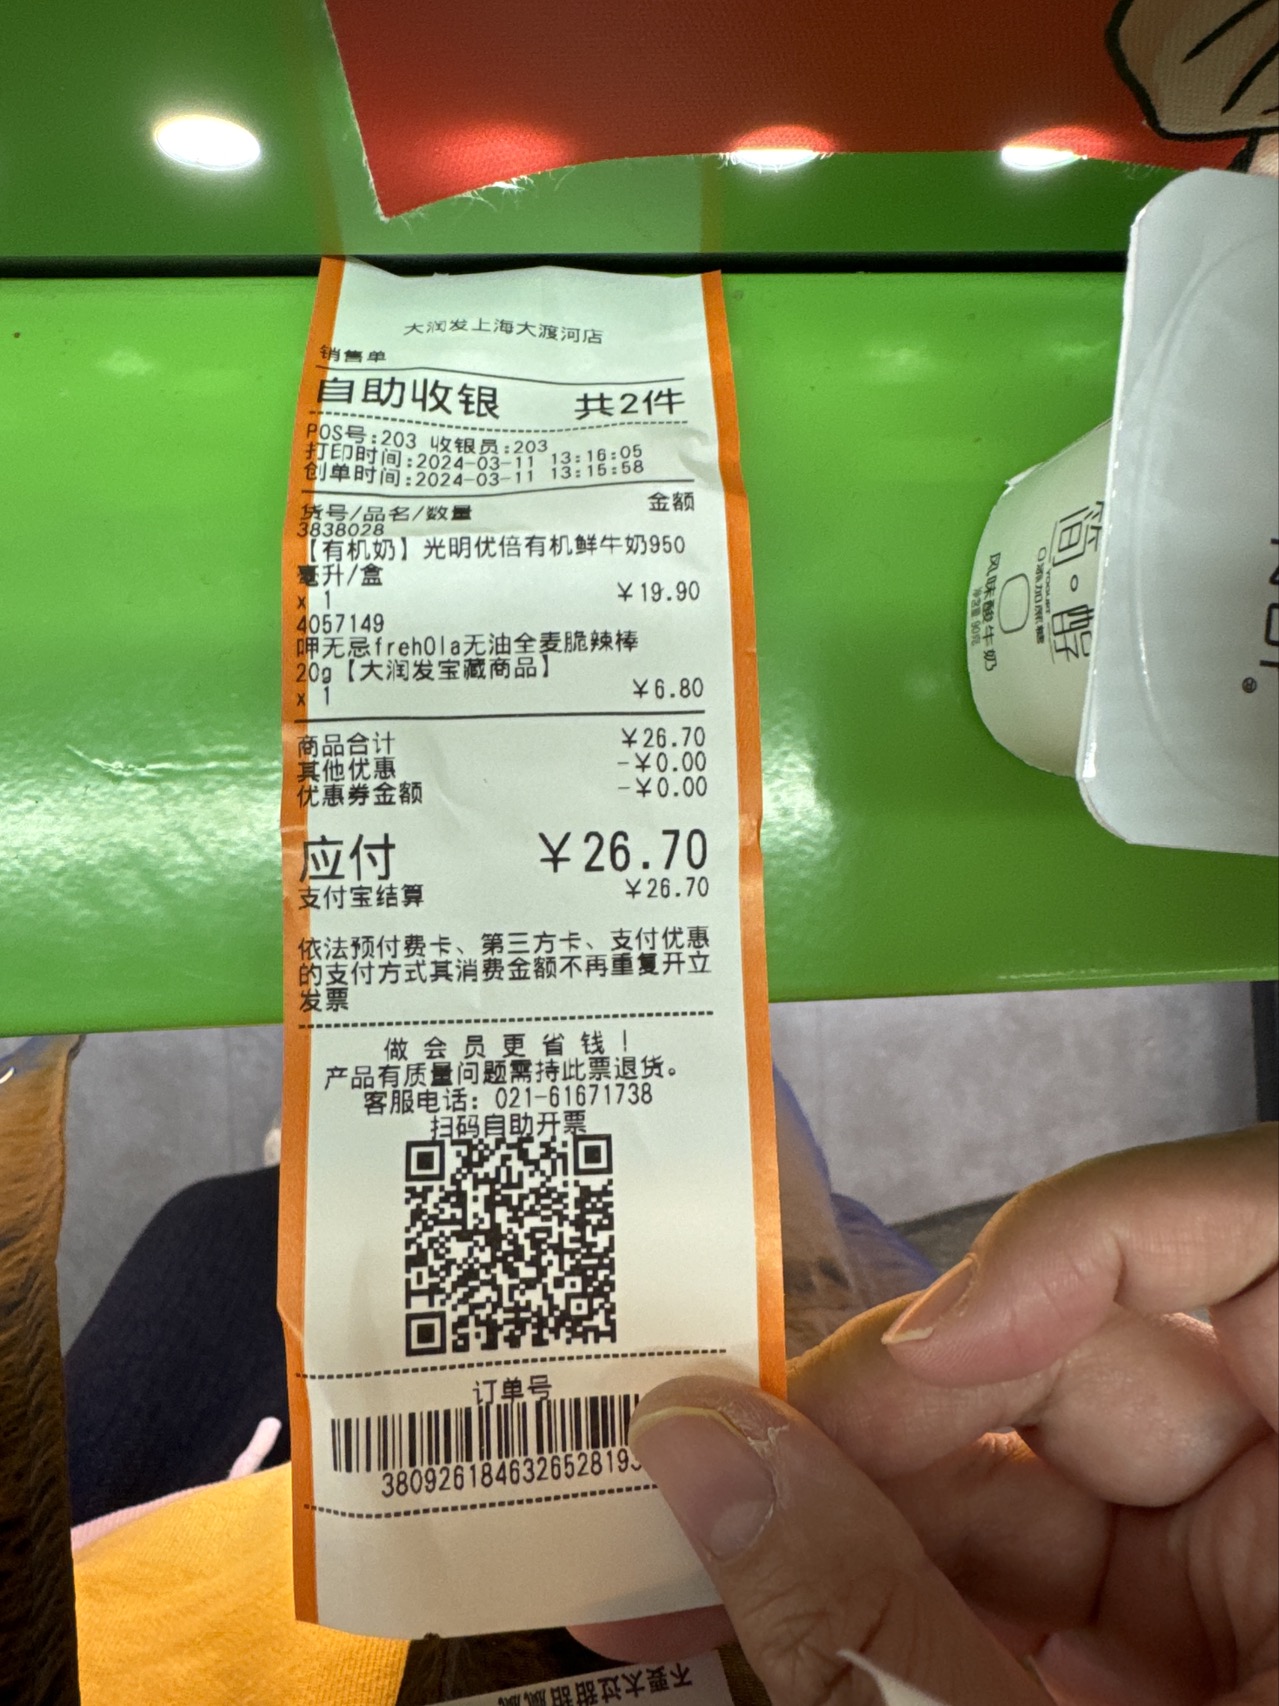 大润发上海大渡河店
销售单
自助收银 共2件
POS号:203 收银员:203
打印时间:2024-03-11 13:16:05
创单时间:2024-03-11 13:15:58
货号/品名/数量 金额
3838028
【有机奶】光明优倍有机鲜牛奶950
毫升/盒
x 1 ￥19.90
4057149
呷无忌freh0la无油全麦脆辣棒
20g【大润发宝藏商品】
x 1 ￥6.80
商品合计 ￥26.70
其他优惠 -￥0.00
优惠券金额 -￥0.00
应付 ￥26.70
支付宝结算 ￥26.70
依法预付费卡、第三方卡、支付优惠
的支付方式其消费金额不再重复开立
发票
做会员更省钱！
产品有质量问题需持此票退货。
客服电话：021-61671738
扫码自助开票
订单号
38092618463265281
风味酸牛奶
YOGURT
不要太过甜甜腻腻